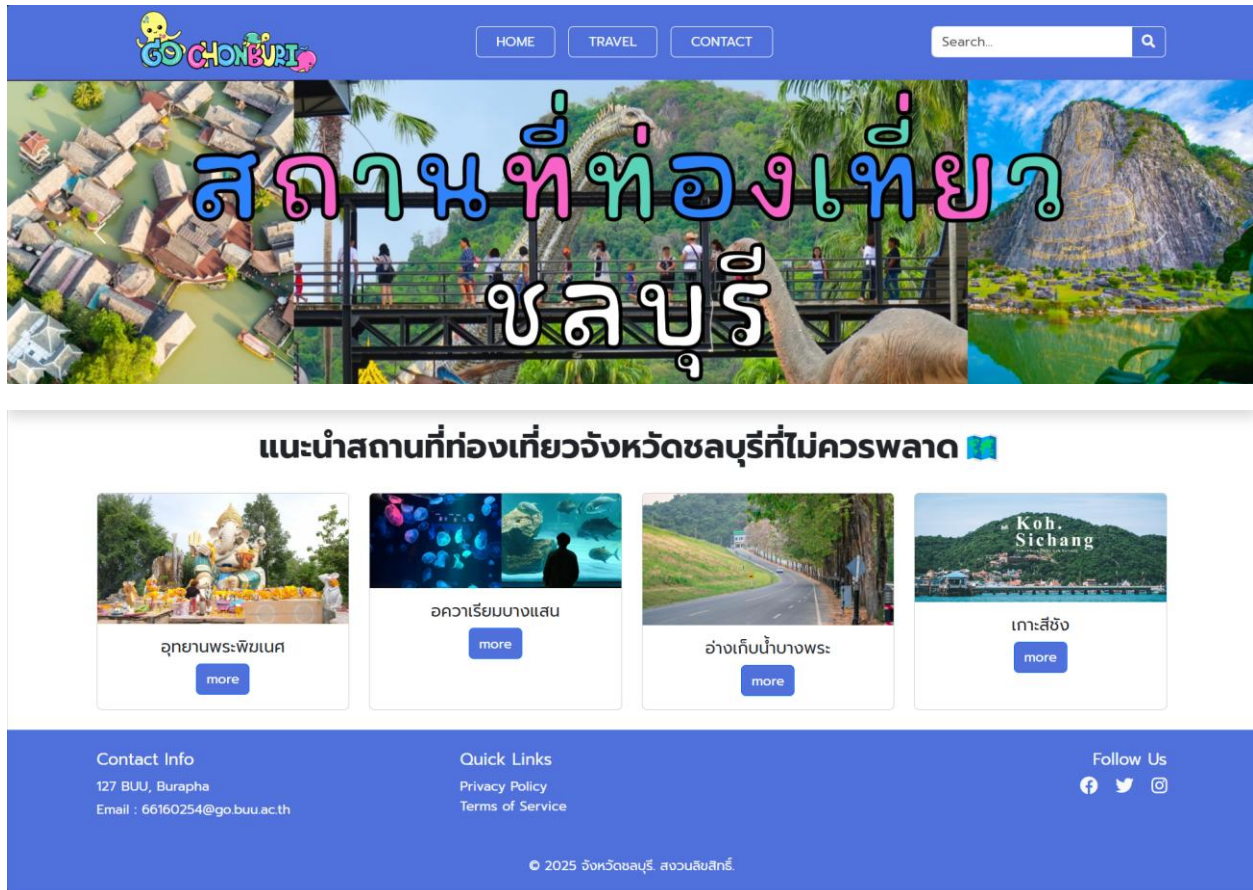 GO CHONBURI
HOME TRAVEL CONTACT
Search...
สถานที่ท่องเที่ยว
ชลบุรี
แนะนำสถานที่ท่องเที่ยวจังหวัดชลบุรีที่ไม่ควรพลาด
อุทยานพระพิฆเนศ
more
อควาเรียมบางแสน
more
อ่างเก็บน้ำบางพระ
more
Koh.
Sichang
เกาะสีชัง
more
Contact Info
127 BUU, Burapha
Email : 66160254@go.buu.ac.th
Quick Links
Privacy Policy
Terms of Service
Follow Us
© 2025 จังหวัดชลบุรี. สงวนลิขสิทธิ์.